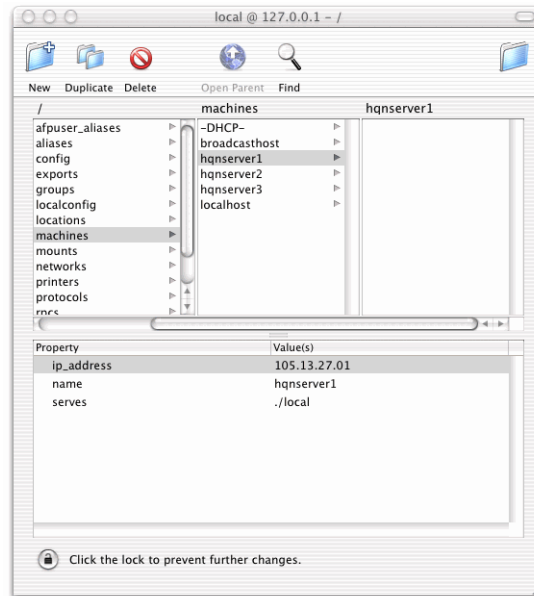 local @ 127.0.0.1 – /
New Duplicate Delete Open Parent Find
/ machines hqnserver1
afpuser_aliases
aliases
config
exports
groups
localconfig
locations
machines
mounts
networks
printers
protocols
rpcs
-DHCP-
broadcasthost
hqnserver1
hqnserver2
hqnserver3
localhost
Property Value(s)
ip_address 105.13.27.01
name hqnserver1
serves ./local
Click the lock to prevent further changes.